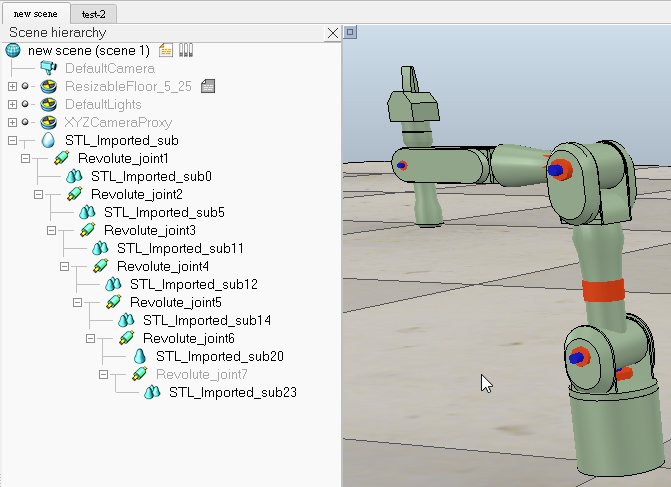 new scene
test-2
Scene hierarchy
new scene (scene 1)
DefaultCamera
ResizableFloor_5_25
DefaultLights
XYZCameraProxy
STL_Imported_sub
Revolute_joint1
STL_Imported_sub0
Revolute_joint2
STL_Imported_sub5
Revolute_joint3
STL_Imported_sub11
Revolute_joint4
STL_Imported_sub12
Revolute_joint5
STL_Imported_sub14
Revolute_joint6
STL_Imported_sub20
Revolute_joint7
STL_Imported_sub23